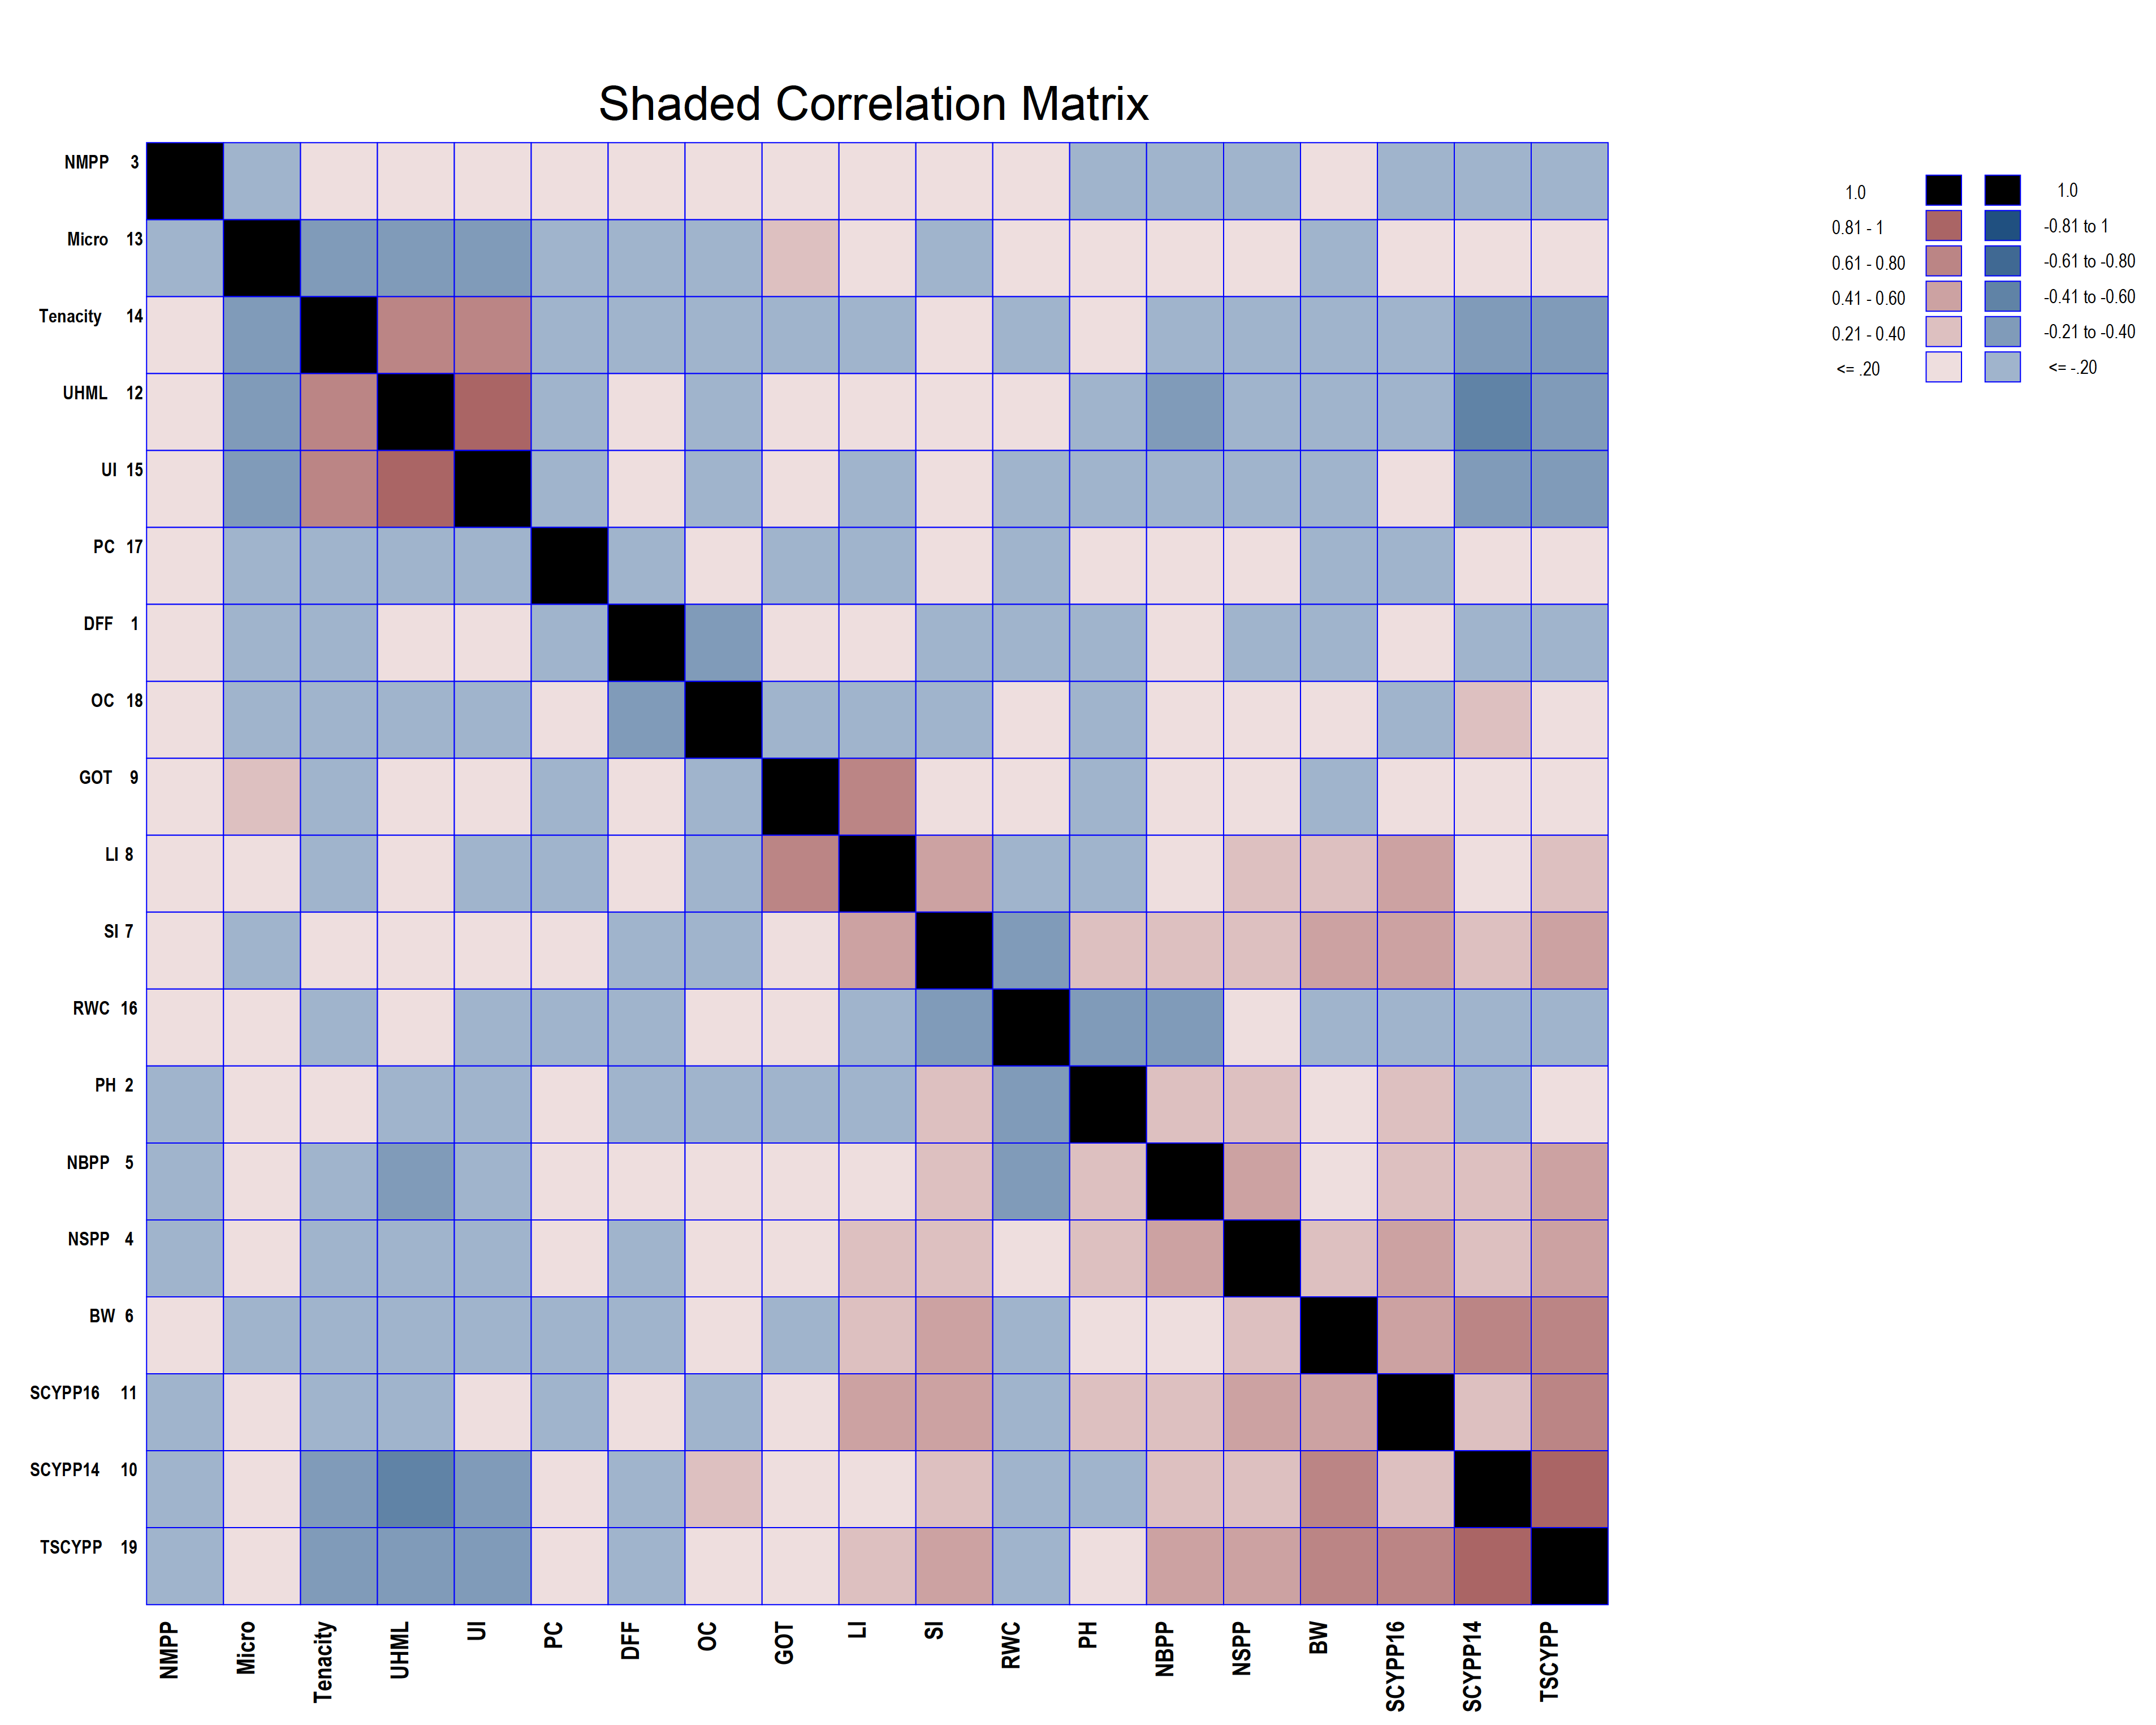 Shaded Correlation Matrix
NMPP 3
Micro 13
Tenacity 14
UHML 12
UI 15
PC 17
DFF 1
OC 18
GOT 9
LI 8
SI 7
RWC 16
PH 2
NBPP 5
NSPP 4
BW 6
SCYPP16 11
SCYPP14 10
TSCYPP 19
NMPP
Micro
Tenacity
UHML
UI
PC
DFF
OC
GOT
LI
SI
RWC
PH
NBPP
NSPP
BW
SCYPP16
SCYPP14
TSCYPP
1.0 1.0
0.81 - 1 -0.81 to 1
0.61 - 0.80 -0.61 to -0.80
0.41 - 0.60 -0.41 to -0.60
0.21 - 0.40 -0.21 to -0.40
<= .20 <= -.20